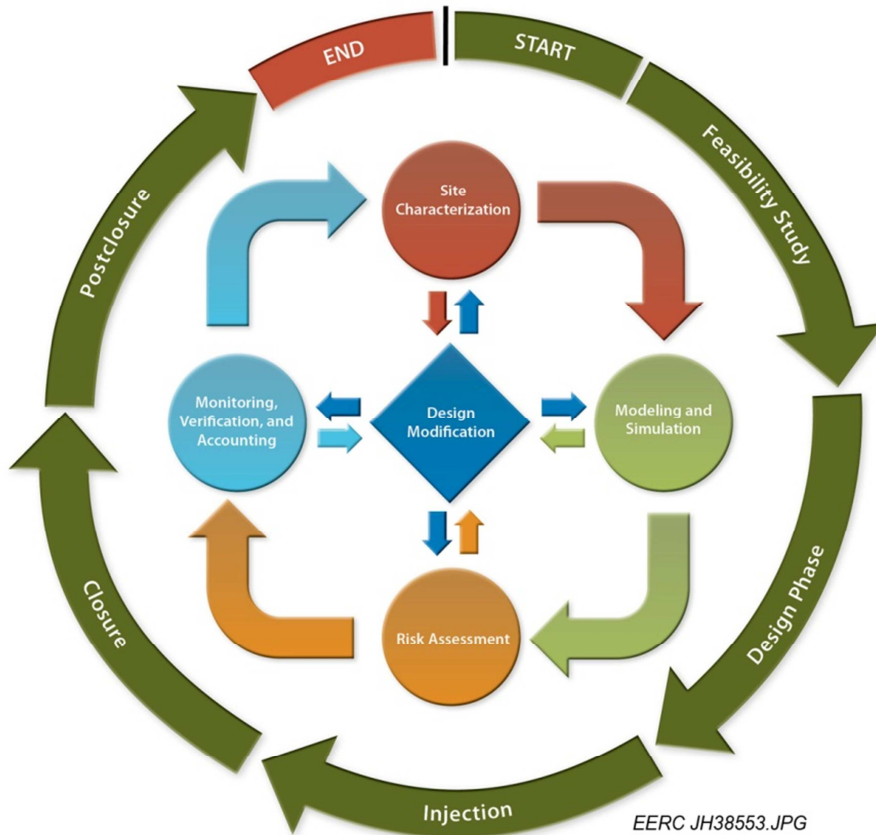 END
START
Feasibility Study
Design Phase
Injection
Closure
Postclosure
Site
Characterization
Modeling and
Simulation
Risk Assessment
Monitoring,
Verification, and
Accounting
Design
Modification
EERC JH38553.JPG